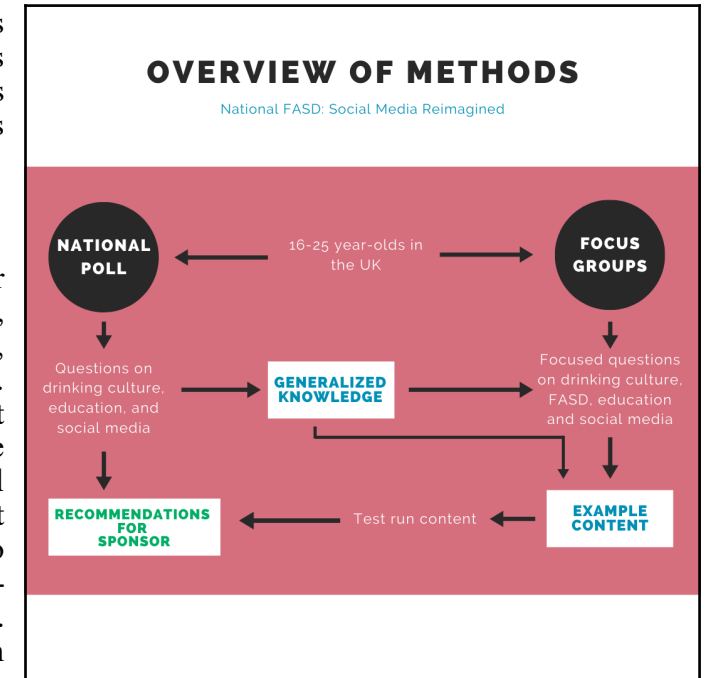 OVERVIEW OF METHODS
National FASD: Social Media Reimagined
NATIONAL
POLL
16-25 year-olds in
the UK
FOCUS
GROUPS
Questions on
drinking culture,
education, and
social media
GENERALIZED
KNOWLEDGE
Focused questions
on drinking culture,
FASD, education
and social media
RECOMMENDATIONS
FOR
SPONSOR
Test run content
EXAMPLE
CONTENT